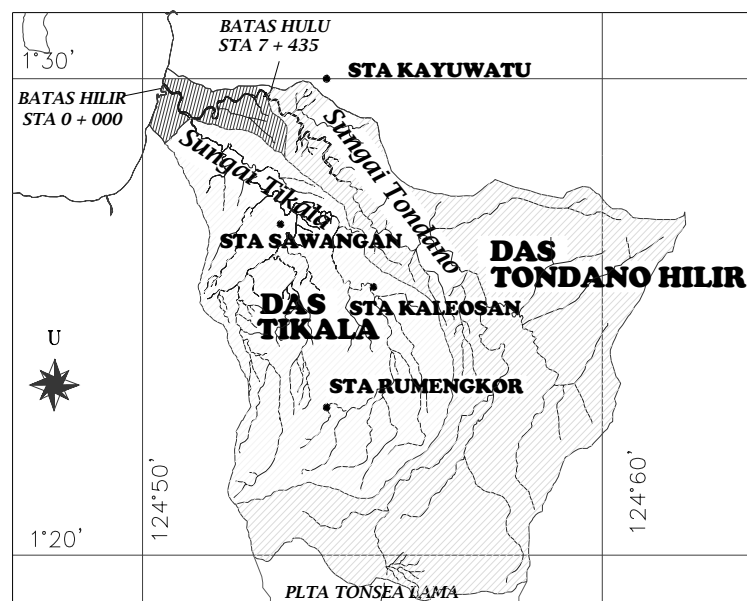 BATAS HULU
STA 7 + 435
1°30'
STA KAYUWATU
BATAS HILIR
STA 0 + 000
Sungai Tondano
Sungai Tikala
STA SAWANGAN
DAS
TONDANO HILIR
STA KALEOSAN
DAS
TIKALA
U
STA RUMENGKOR
124°50'
124°60'
1°20'
PLTA TONSEA LAMA